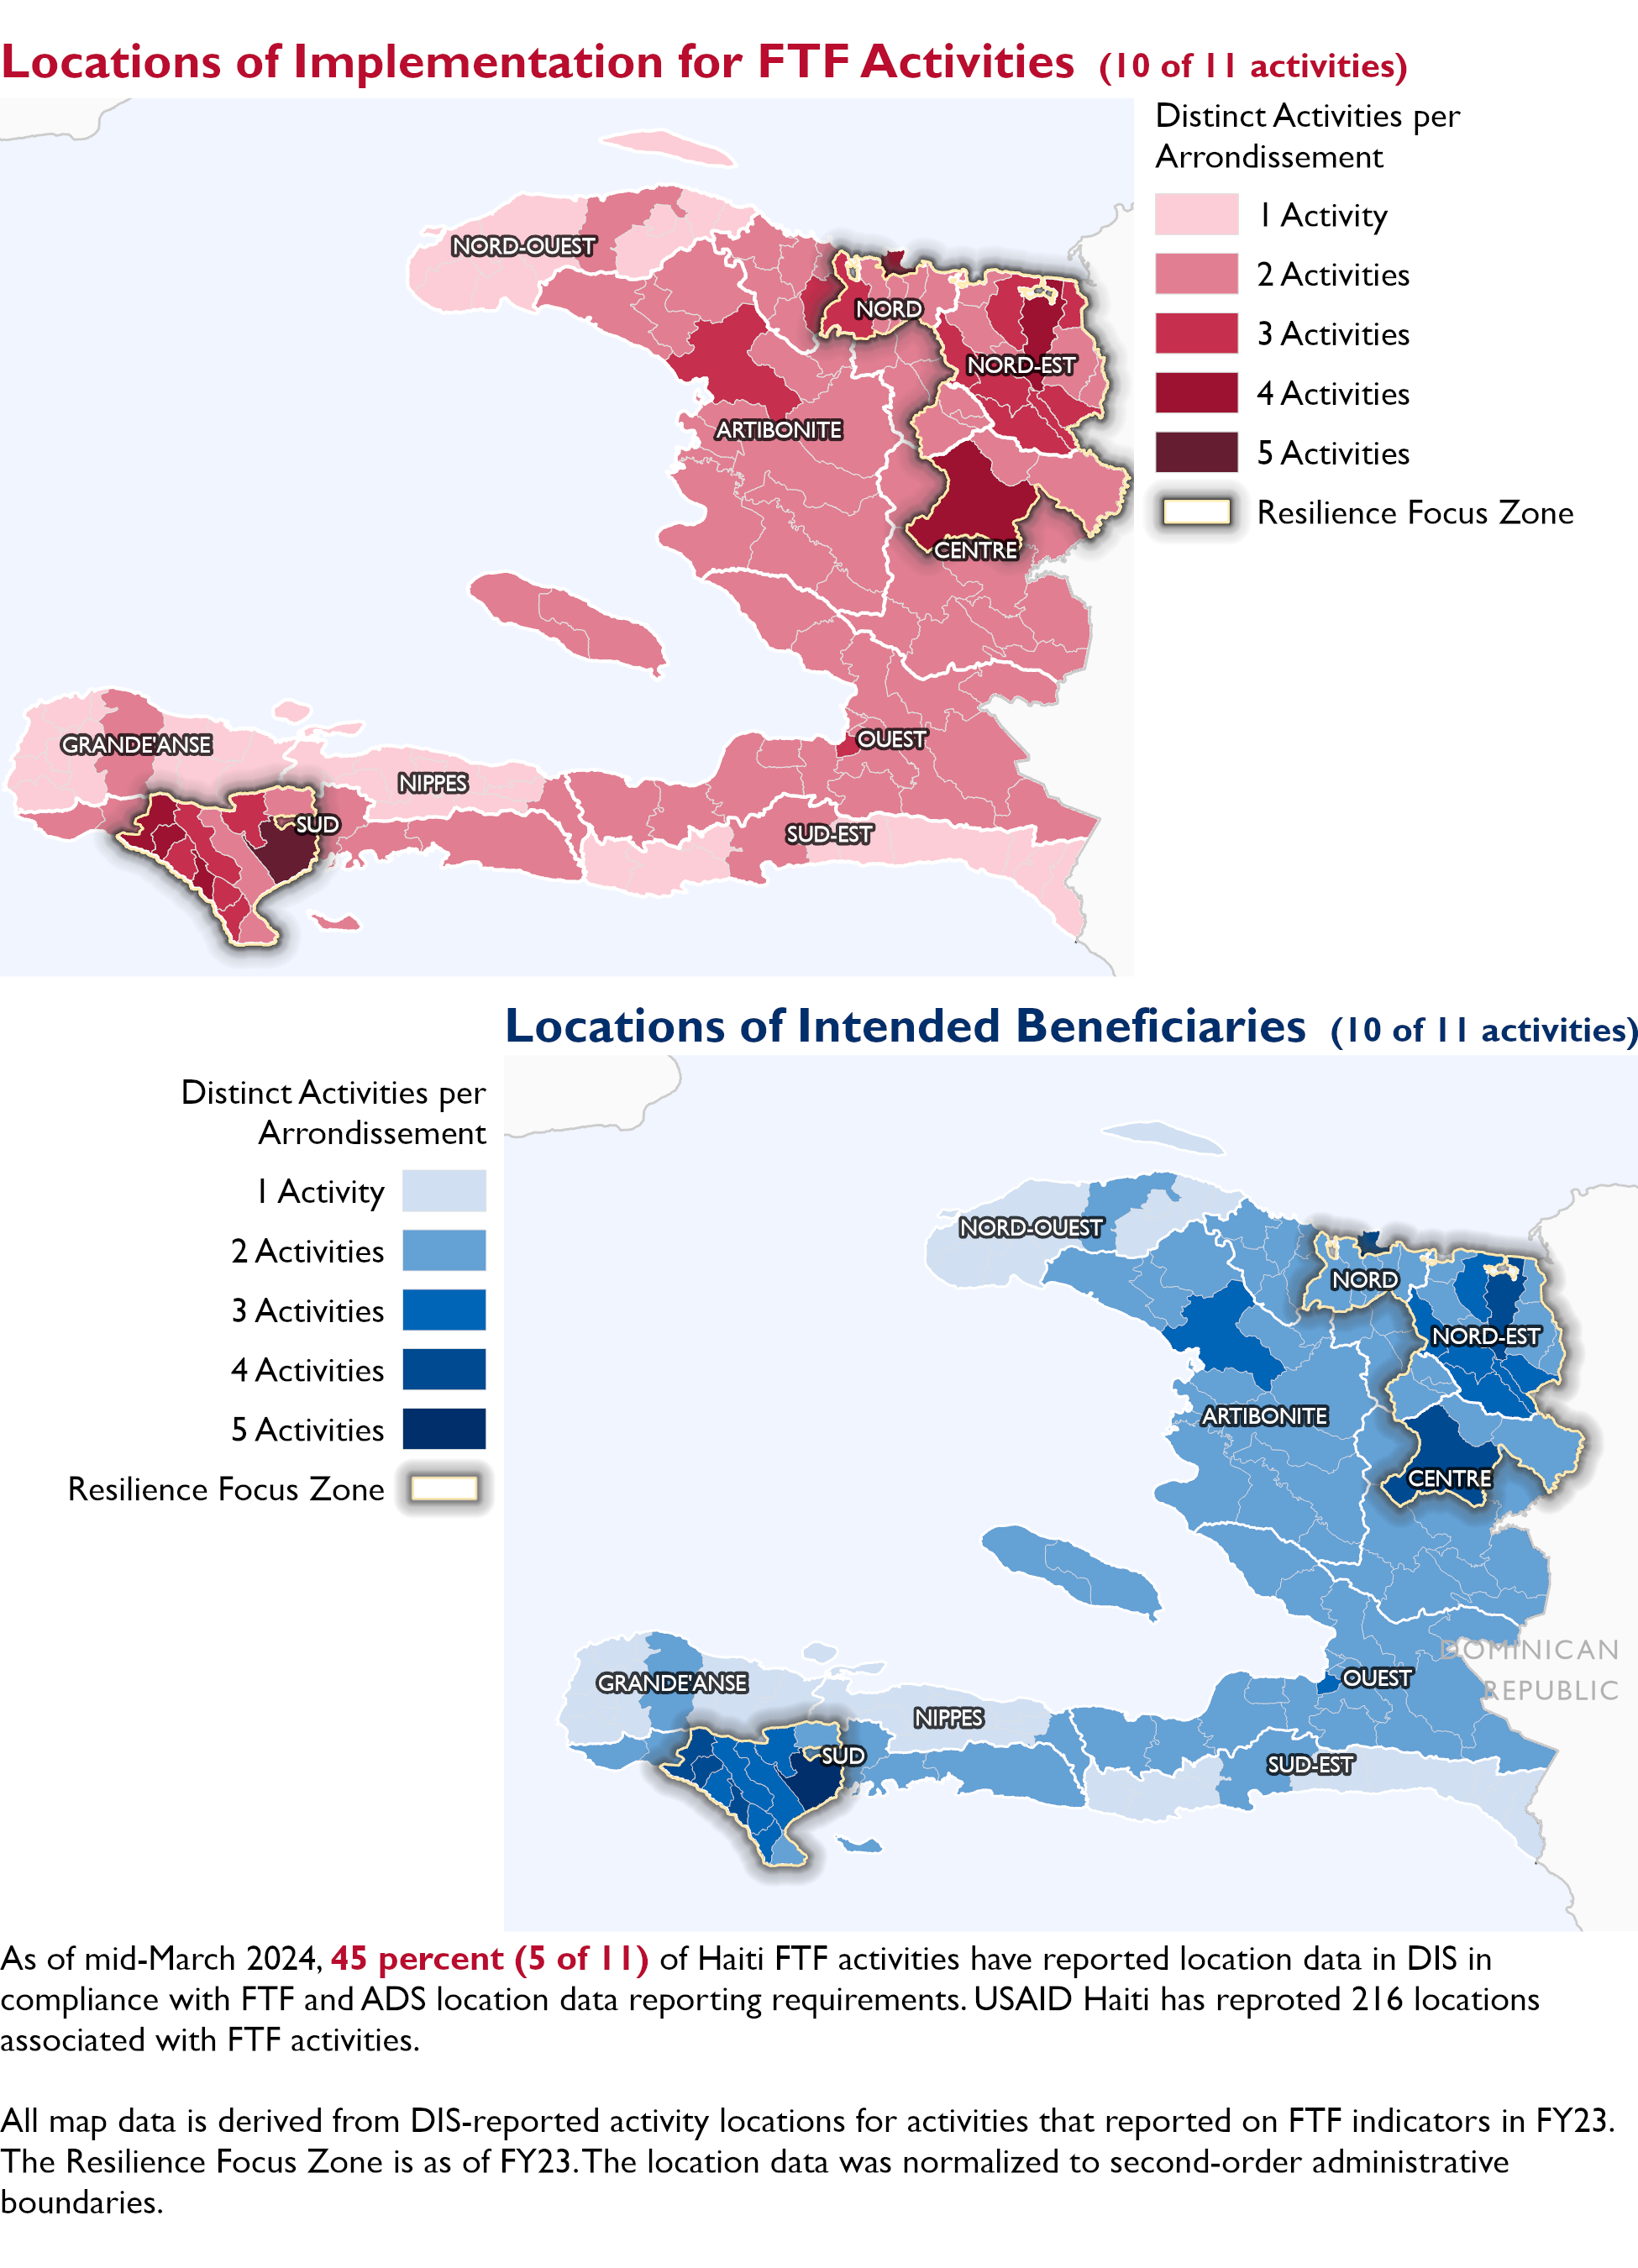 Locations of Implementation for FTF Activities (10 of 11 activities)
Distinct Activities per
Arrondissement
1 Activity
2 Activities
3 Activities
4 Activities
5 Activities
Resilience Focus Zone
NORD-OUEST
NORD
NORD-EST
ARTIBONITE
CENTRE
OUEST
GRANDE'ANSE
NIPPES
SUD
SUD-EST
Locations of Intended Beneficiaries (10 of 11 activities)
Distinct Activities per
Arrondissement
1 Activity
2 Activities
3 Activities
4 Activities
5 Activities
Resilience Focus Zone
NORD-OUEST
NORD
NORD-EST
ARTIBONITE
CENTRE
DOMINICAN
REPUBLIC
OUEST
GRANDE'ANSE
NIPPES
SUD
SUD-EST
As of mid-March 2024, 45 percent (5 of 11) of Haiti FTF activities have reported location data in DIS in
compliance with FTF and ADS location data reporting requirements. USAID Haiti has reproted 216 locations
associated with FTF activities.
All map data is derived from DIS-reported activity locations for activities that reported on FTF indicators in FY23.
The Resilience Focus Zone is as of FY23. The location data was normalized to second-order administrative
boundaries.